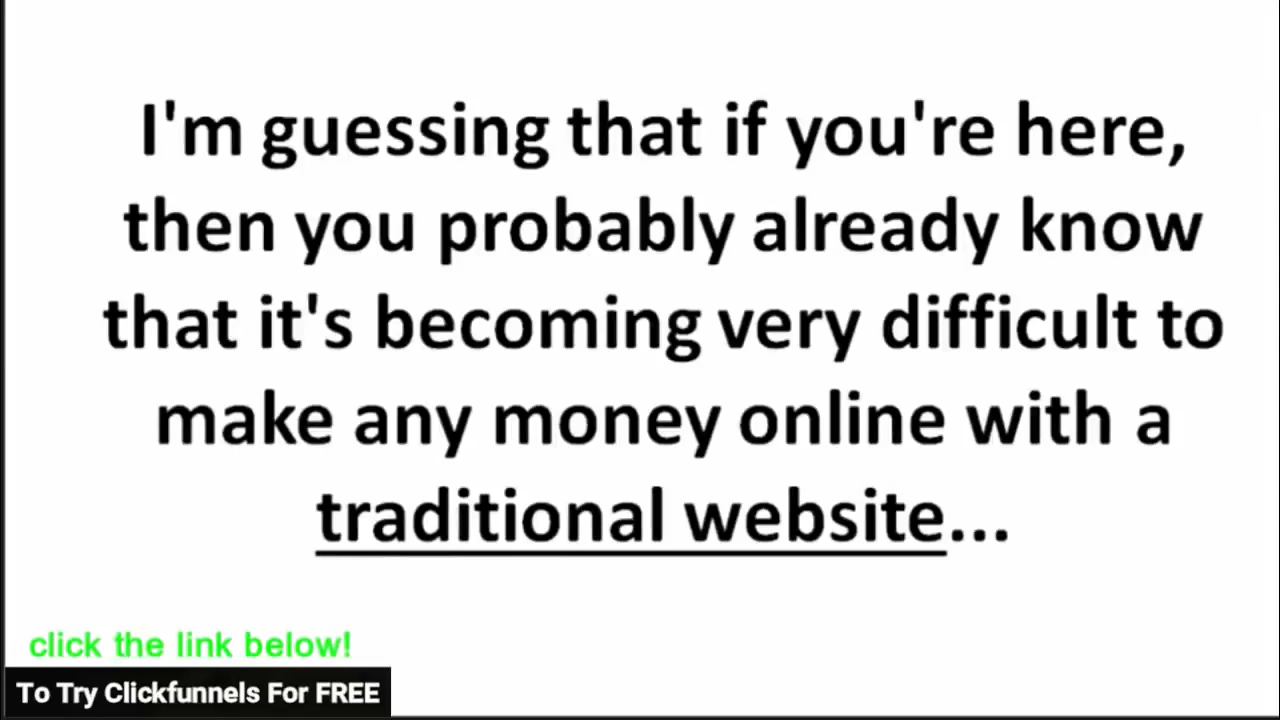 I'm guessing that if you're here,
then you probably already know
that it's becoming very difficult to
make any money online with a
traditional website...
click the link below!
To Try Clickfunnels For FREE